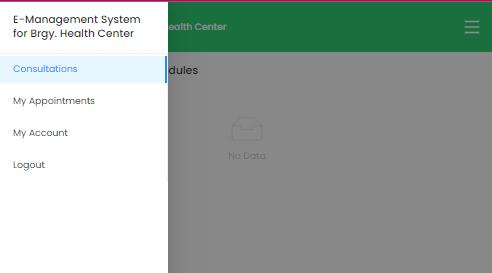 E-Management System
for Brgy. Health Center
ealth Center
Consultations
dules
My Appointments
My Account
No Data
Logout